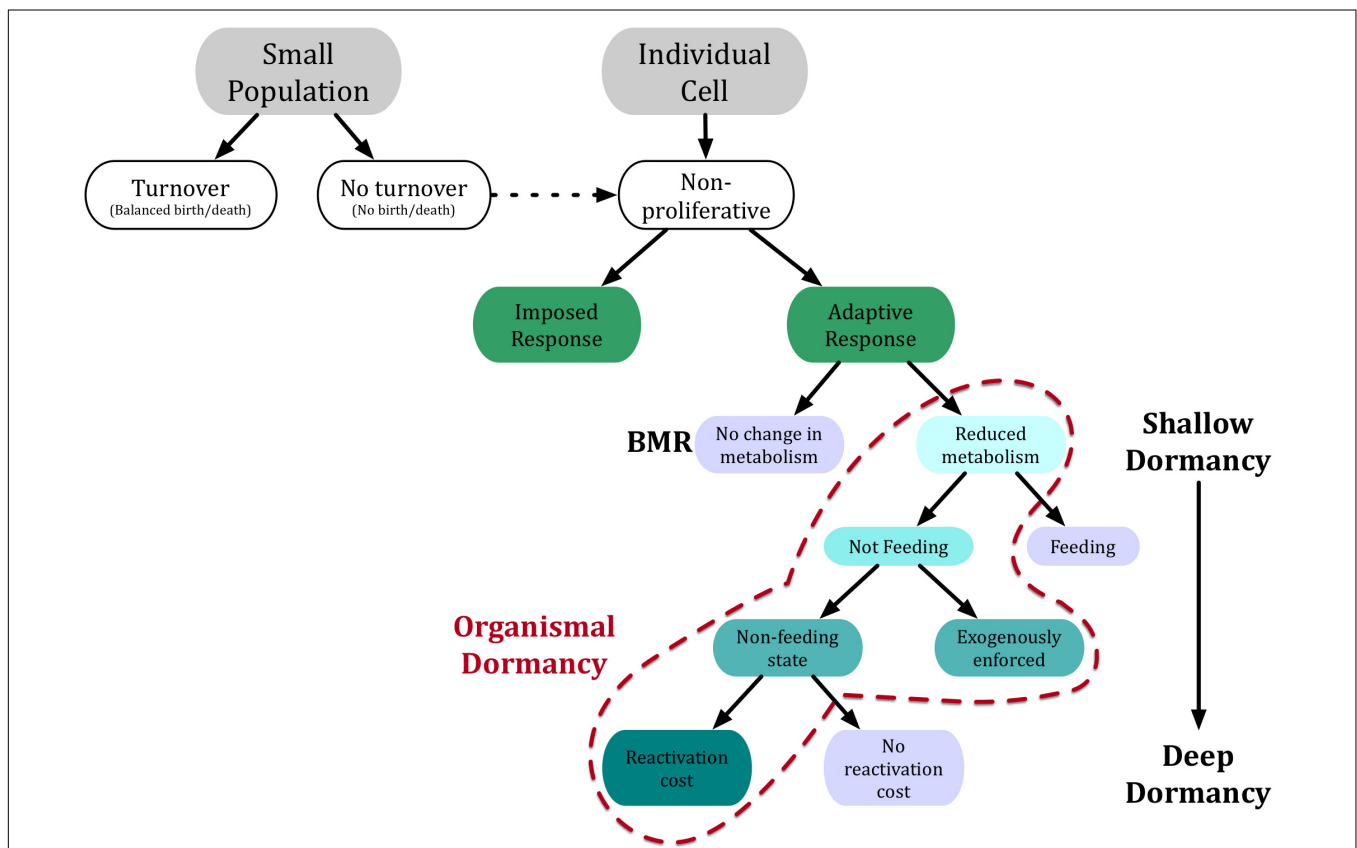 Small
Population
Individual
Cell
Turnover
(Balanced birth/death)
No turnover
(No birth/death)
Non-
proliferative
Imposed
Response
Adaptive
Response
BMR
No change in
metabolism
Reduced
metabolism
Shallow
Dormancy
Not Feeding
Feeding
Organismal
Dormancy
Non-feeding
state
Exogenously
enforced
Reactivation
cost
No
reactivation
cost
Deep
Dormancy